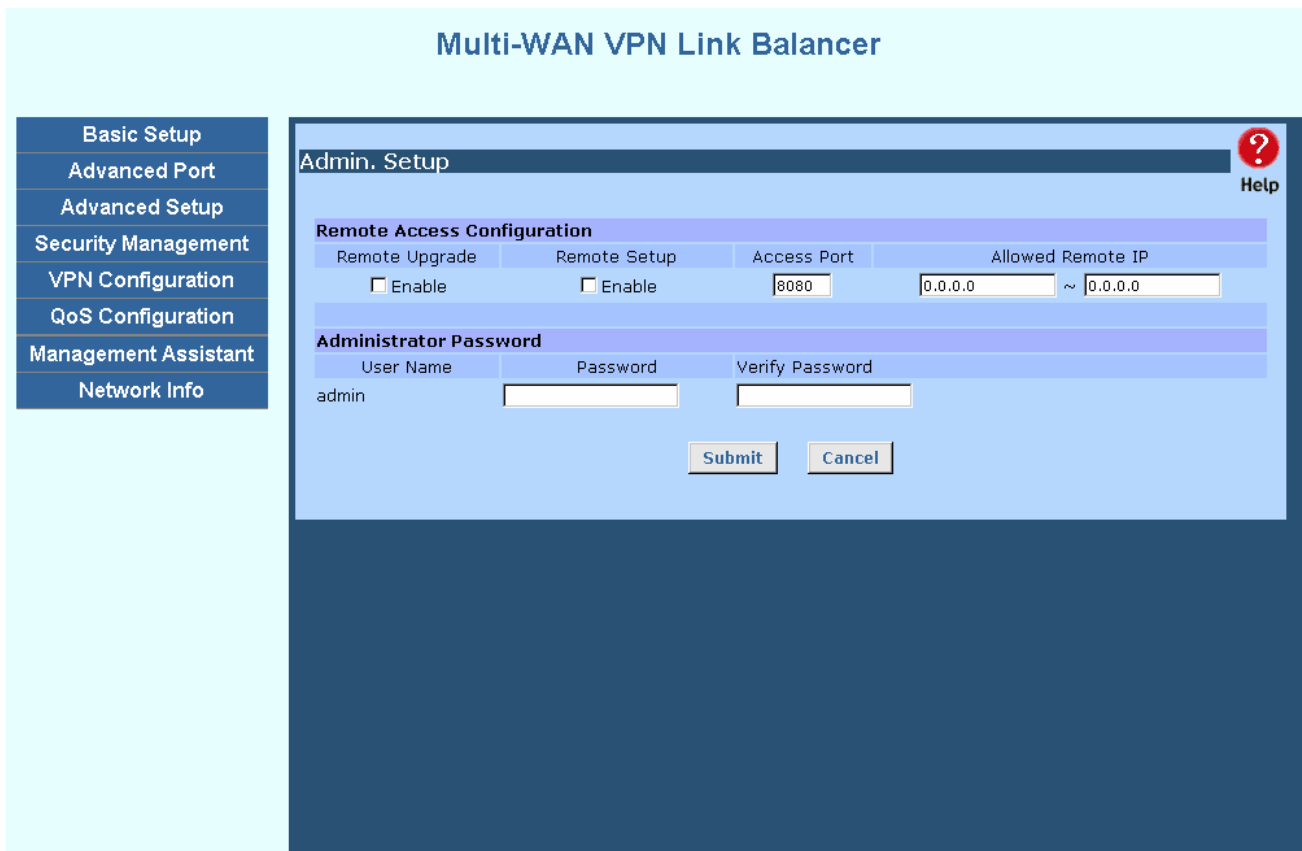 Multi-WAN VPN Link Balancer
Basic Setup
Advanced Port
Advanced Setup
Security Management
VPN Configuration
QoS Configuration
Management Assistant
Network Info
Admin. Setup
?
Help
Remote Access Configuration
Remote Upgrade Remote Setup Access Port Allowed Remote IP
Enable Enable 8080 0.0.0.0 ~ 0.0.0.0
Administrator Password
User Name Password Verify Password
admin
Submit Cancel